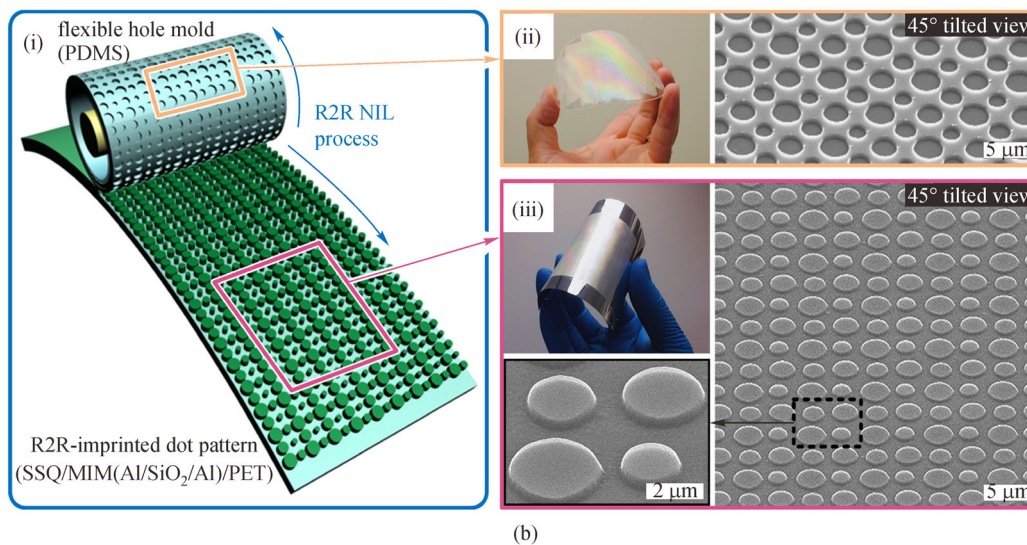 (i)
flexible hole mold
(PDMS)
R2R NIL
process
R2R-imprinted dot pattern
(SSQ/MIM(Al/SiO₂/Al)/PET)
(ii)
45° tilted view
5 μm
(iii)
45° tilted view
2 μm
5 μm
(b)